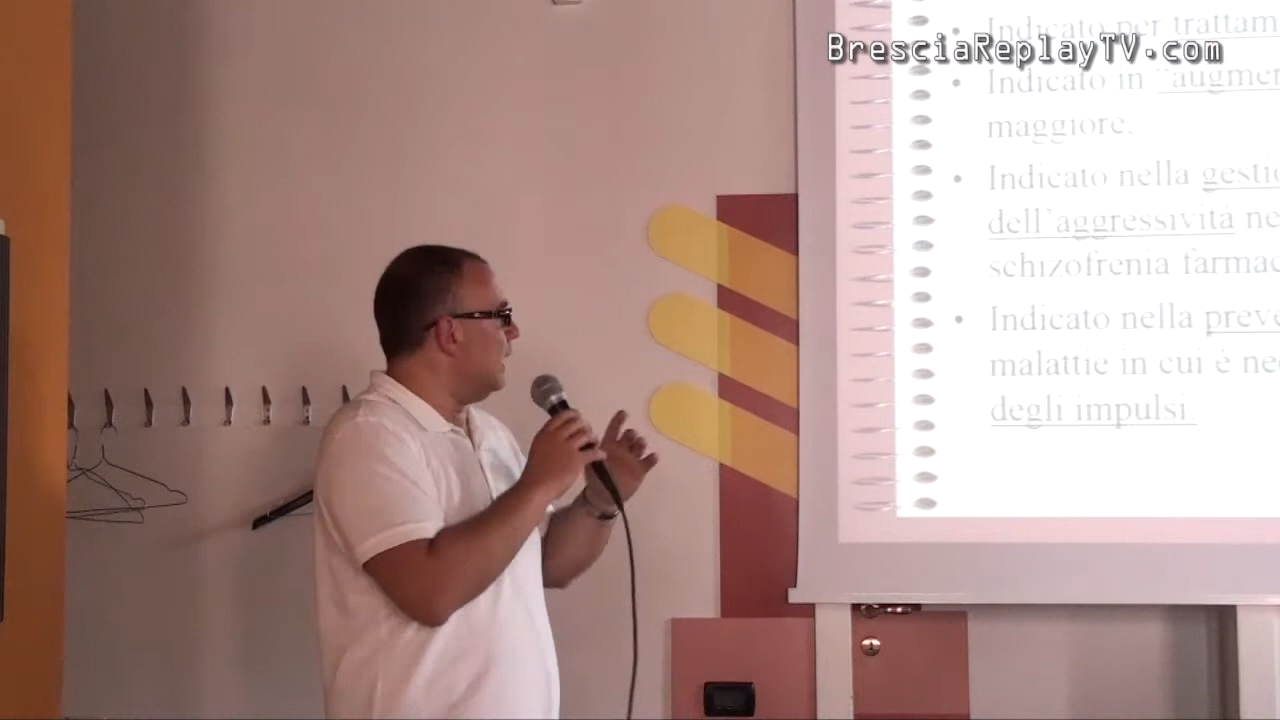 BresciaReplayTV.com
• Indicato per trattam
• Indicato in "augmen
maggiore.
• Indicato nella gestio
dell'aggressività ne
schizofrenia farmac
• Indicato nella preve
malattie in cui è ne
degli impulsi.